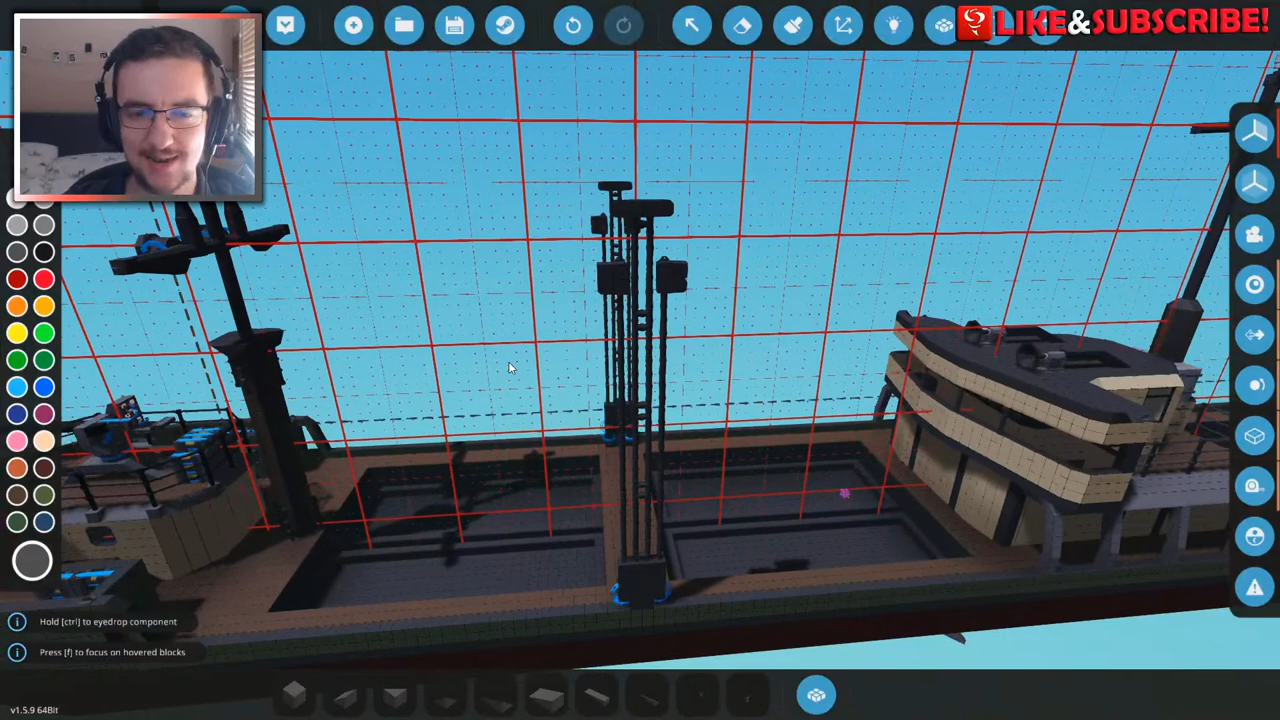 LIKE&SUBSCRIBE!
Hold [ctrl] to eyedrop component
Press [f] to focus on hovered blocks
v1.5.9 64Bit